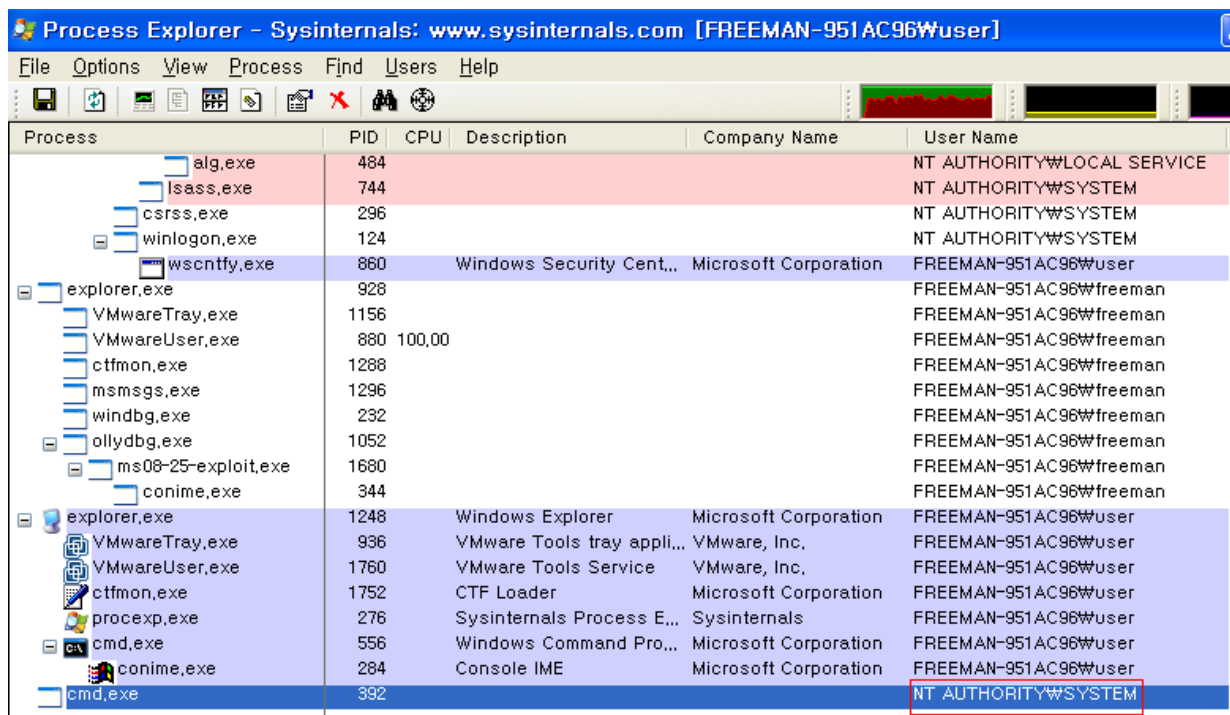 Process Explorer - Sysinternals: www.sysinternals.com [FREEMAN-951AC96₩user]
File Options View Process Find Users Help
Process PID CPU Description Company Name User Name
alg,exe 484 NT AUTHORITY₩LOCAL SERVICE
lsass,exe 744 NT AUTHORITY₩SYSTEM
csrss,exe 296 NT AUTHORITY₩SYSTEM
winlogon,exe 124 NT AUTHORITY₩SYSTEM
wscntfy,exe 860 Windows Security Cent,,, Microsoft Corporation FREEMAN-951AC96₩user
explorer,exe 928 FREEMAN-951AC96₩freeman
VMwareTray,exe 1156 FREEMAN-951AC96₩freeman
VMwareUser,exe 880 100,00 FREEMAN-951AC96₩freeman
ctfmon,exe 1288 FREEMAN-951AC96₩freeman
msmsgs,exe 1296 FREEMAN-951AC96₩freeman
windbg,exe 232 FREEMAN-951AC96₩freeman
ollydbg,exe 1052 FREEMAN-951AC96₩freeman
ms08-25-exploit,exe 1680 FREEMAN-951AC96₩freeman
conime,exe 344 FREEMAN-951AC96₩freeman
explorer,exe 1248 Windows Explorer Microsoft Corporation FREEMAN-951AC96₩user
VMwareTray,exe 936 VMware Tools tray appli,,, VMware, Inc, FREEMAN-951AC96₩user
VMwareUser,exe 1760 VMware Tools Service VMware, Inc, FREEMAN-951AC96₩user
ctfmon,exe 1752 CTF Loader Microsoft Corporation FREEMAN-951AC96₩user
procexp,exe 276 Sysinternals Process E,,, Sysinternals FREEMAN-951AC96₩user
cmd,exe 556 Windows Command Pro,,, Microsoft Corporation FREEMAN-951AC96₩user
conime,exe 284 Console IME Microsoft Corporation FREEMAN-951AC96₩user
cmd,exe 392 NT AUTHORITY₩SYSTEM